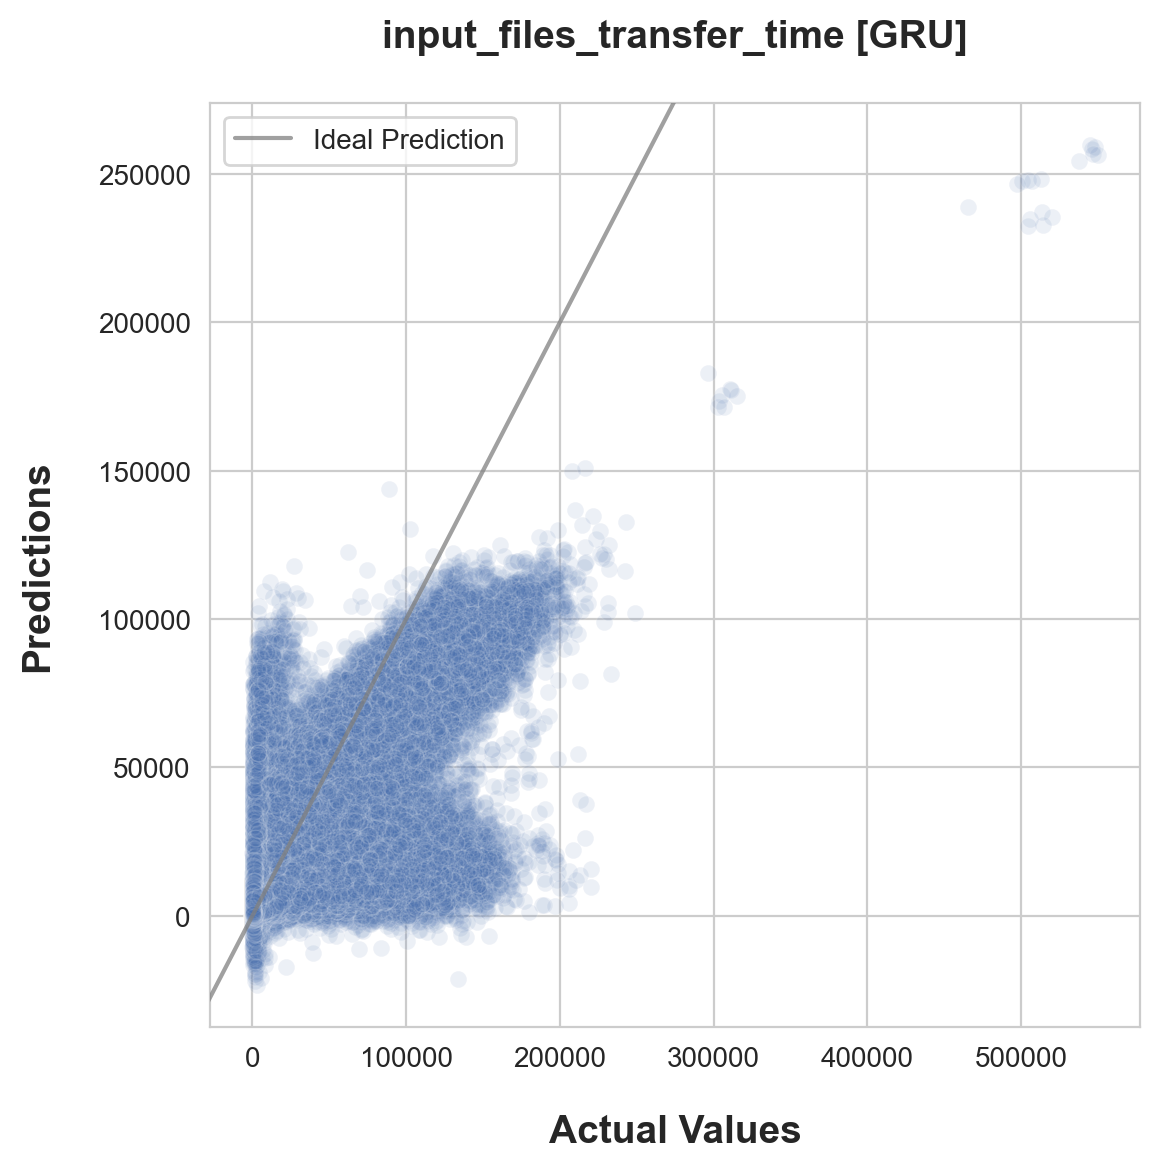 input_files_transfer_time [GRU]
Ideal Prediction
250000
200000
150000
100000
50000
0
Predictions
0 100000 200000 300000 400000 500000
Actual Values